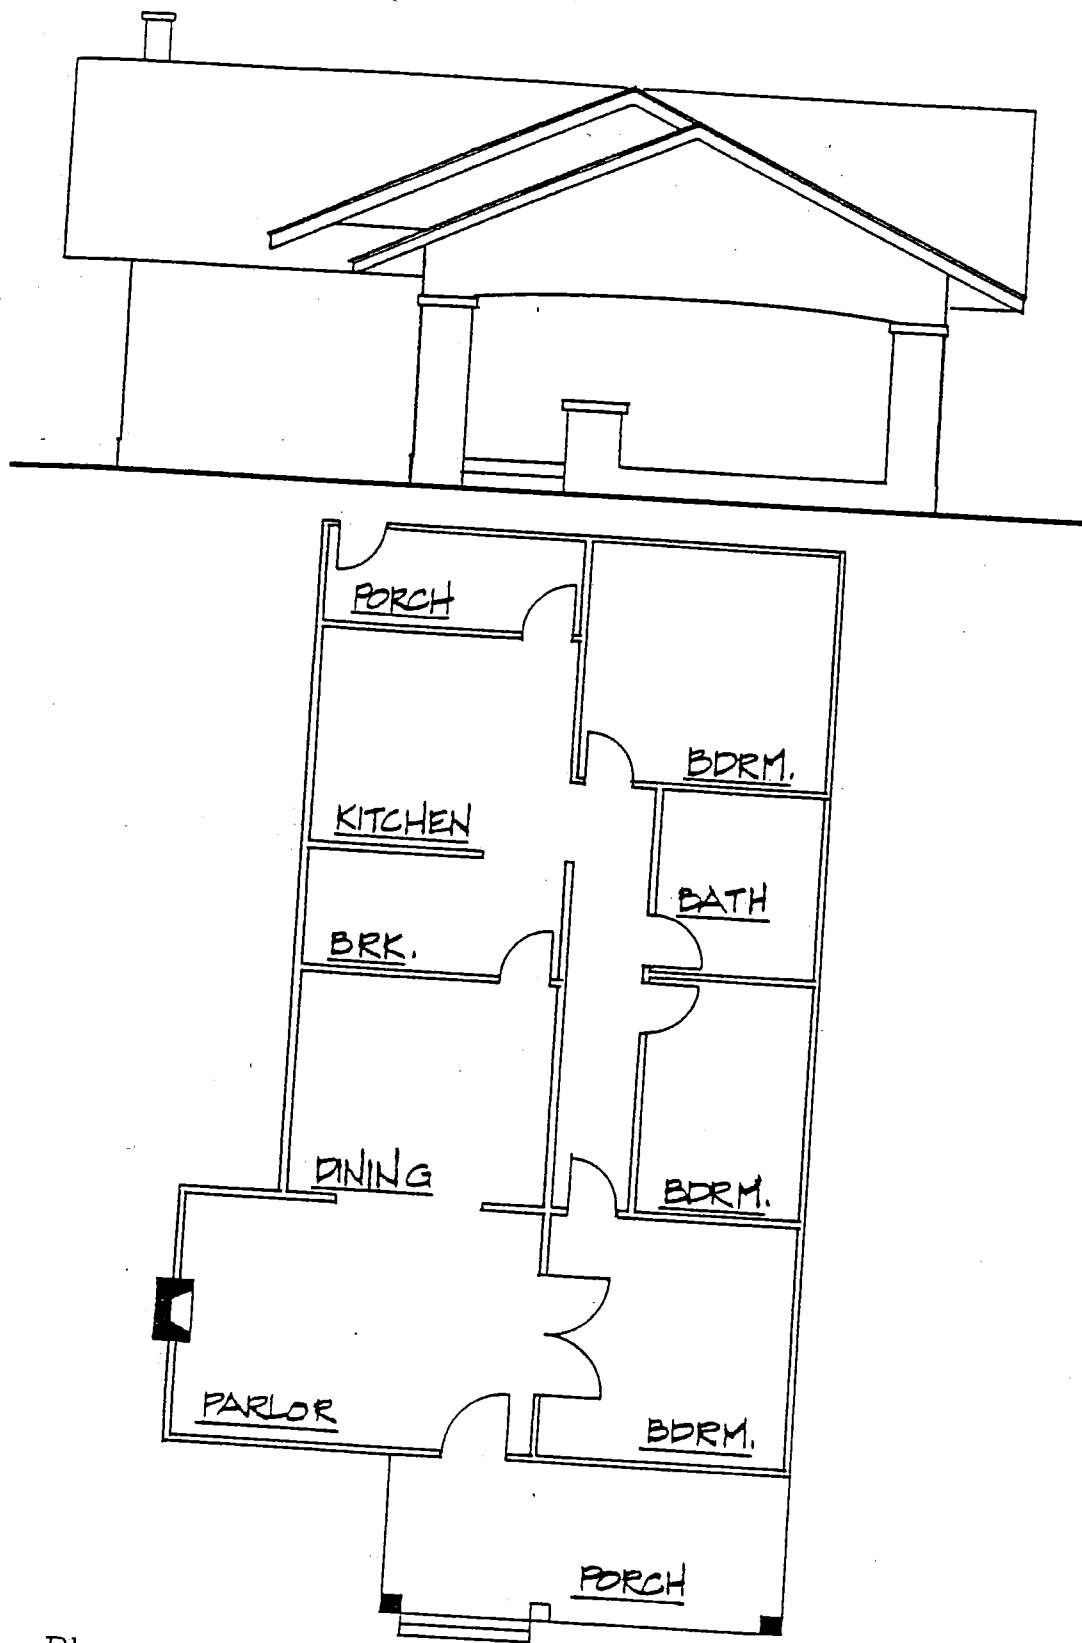 PORCH
BDRM.
KITCHEN
BATH
BRK.
DINING
BDRM.
PARLOR
BDRM.
PORCH